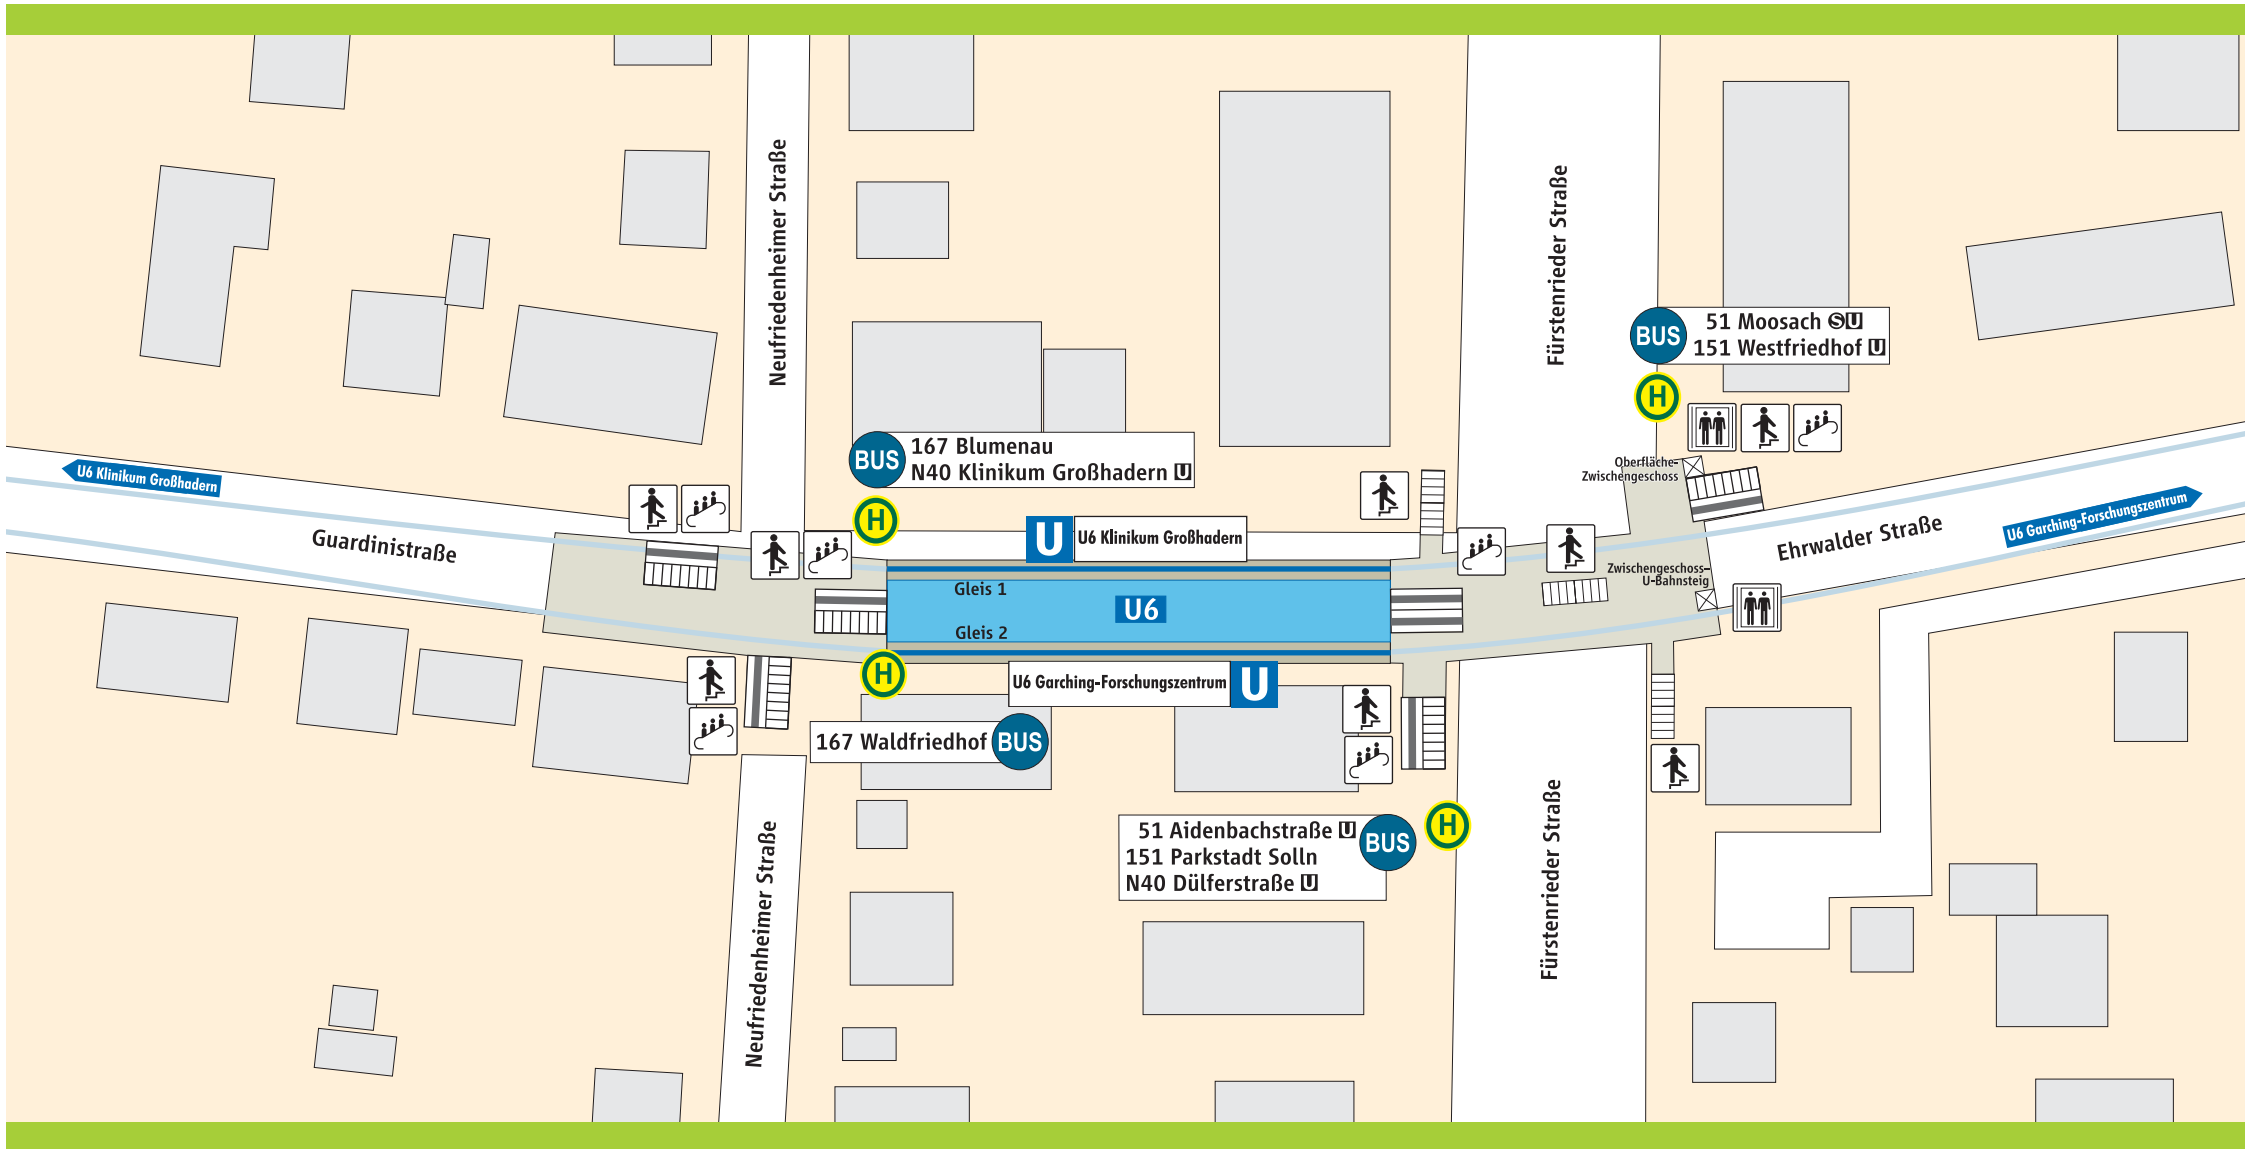 Neufriedenheimer Straße
Fürstenrieder Straße
BUS
51 Moosach S U
151 Westfriedhof U
H
BUS
167 Blumenau
N40 Klinikum Großhadern U
H
U6 Klinikum Großhadern
Guardinistraße
Oberfläche-
Zwischengeschoss
U6 Garching-Forschungszentrum
Ehrwalder Straße
U
U6 Klinikum Großhadern
Gleis 1
U6
Gleis 2
Zwischengeschoss-
U-Bahnsteig
H
U6 Garching-Forschungszentrum
U
167 Waldfriedhof
BUS
51 Aidenbachstraße U
151 Parkstadt Solln
N40 Dülferstraße U
BUS
H
Neufriedenheimer Straße
Fürstenrieder Straße